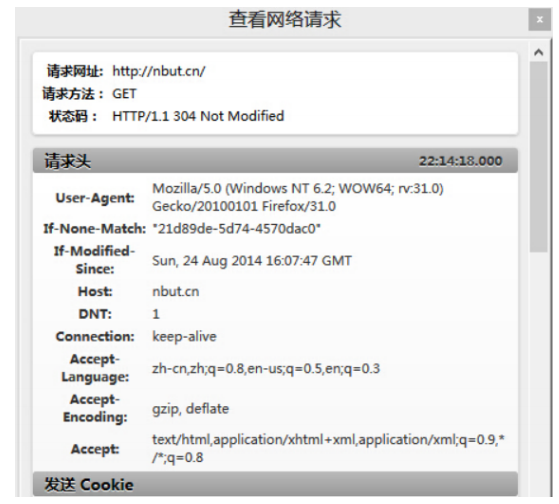 查看网络请求
x
请求网址: http://nbut.cn/
请求方法： GET
状态码： HTTP/1.1 304 Not Modified
请求头 22:14:18.000
User-Agent: Mozilla/5.0 (Windows NT 6.2; WOW64; rv:31.0)
Gecko/20100101 Firefox/31.0
If-None-Match: "21d89de-5d74-4570dac0"
If-Modified-
Since: Sun, 24 Aug 2014 16:07:47 GMT
Host: nbut.cn
DNT: 1
Connection: keep-alive
Accept-
Language: zh-cn,zh;q=0.8,en-us;q=0.5,en;q=0.3
Accept-
Encoding: gzip, deflate
Accept: text/html,application/xhtml+xml,application/xml;q=0.9,*
/*;q=0.8
发送 Cookie